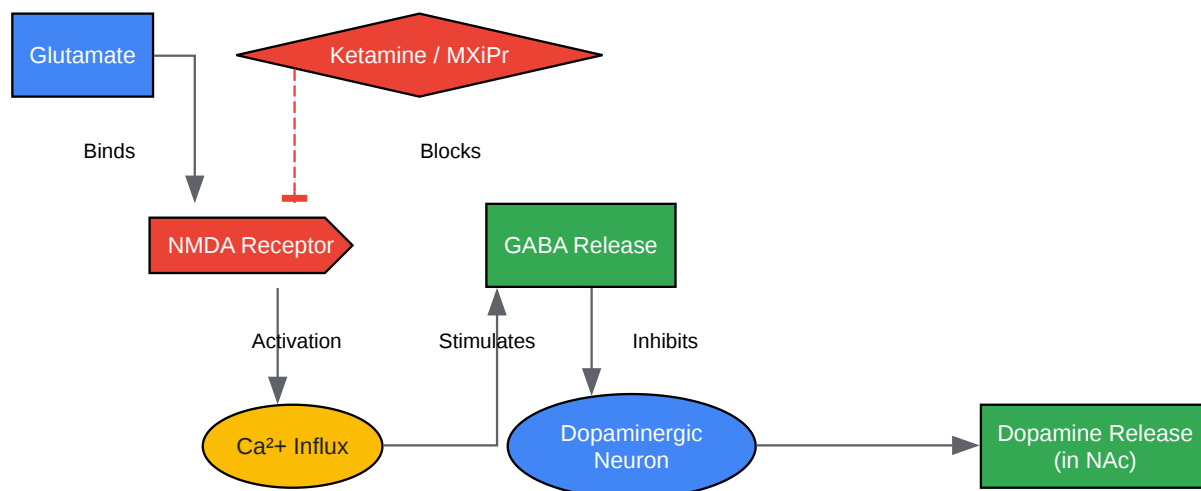 Glutamate
Ketamine / MXiPr
Binds
Blocks
NMDA Receptor
GABA Release
Activation
Stimulates
Inhibits
Ca²+ Influx
Dopaminergic
Neuron
Dopamine Release
(in NAc)